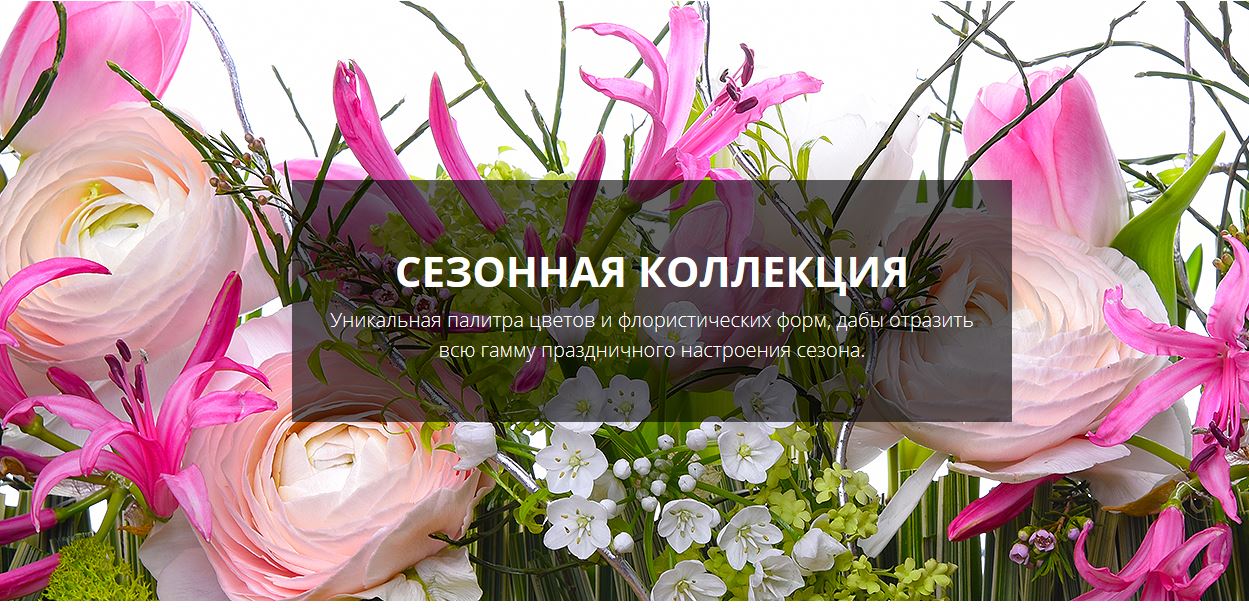 СЕЗОННАЯ КОЛЛЕКЦИЯ
Уникальная палитра цветов и флористических форм, дабы отразить
всю гамму праздничного настроения сезона.